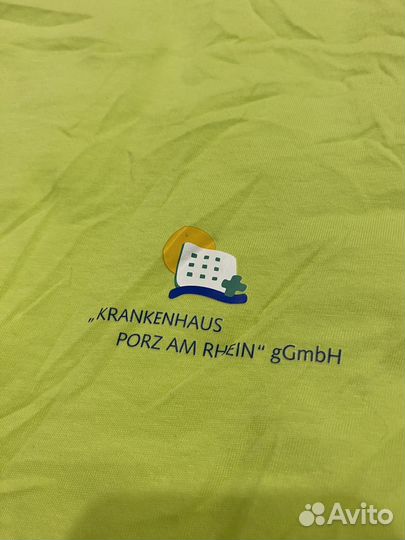 „KRANKENHAUS
PORZ AM RHEIN“ gGmbH
Avito